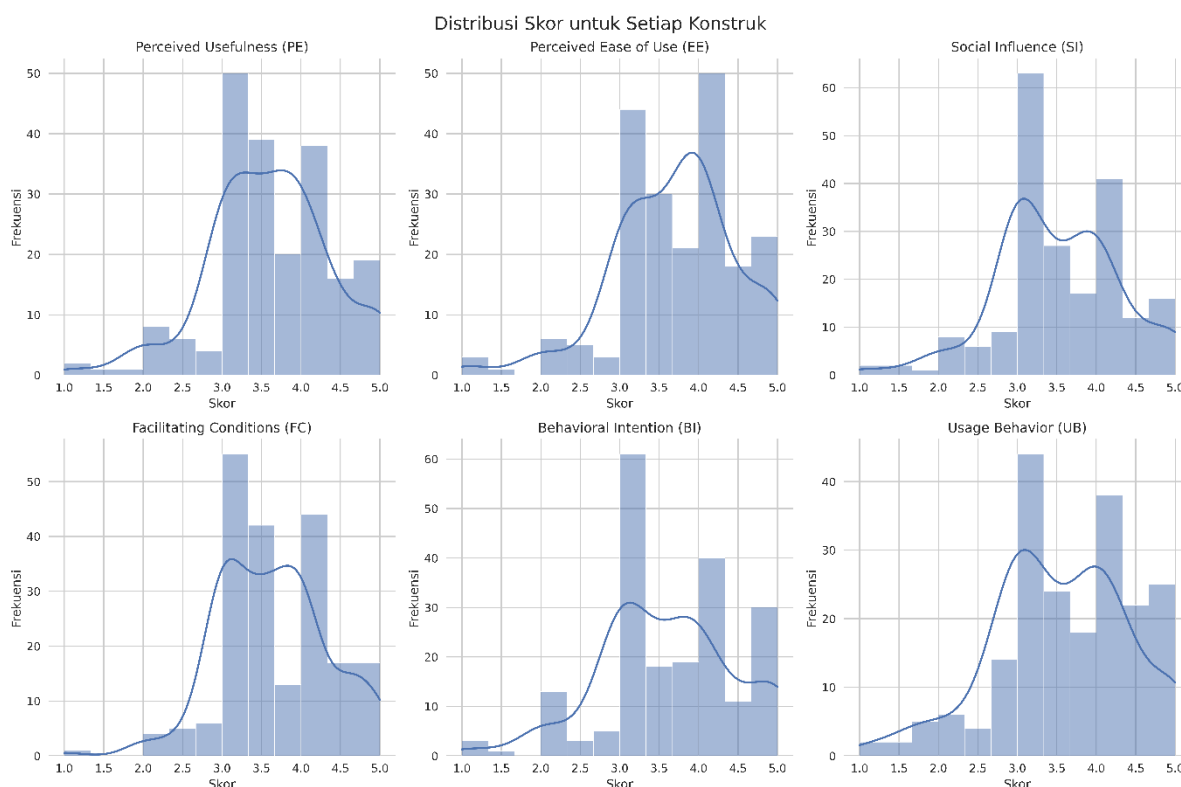 Distribusi Skor untuk Setiap Konstruk
Perceived Usefulness (PE)
Frekuensi
50
40
30
20
10
0
1.0 1.5 2.0 2.5 3.0 3.5 4.0 4.5 5.0
Skor
Perceived Ease of Use (EE)
Frekuensi
50
40
30
20
10
0
1.0 1.5 2.0 2.5 3.0 3.5 4.0 4.5 5.0
Skor
Social Influence (SI)
Frekuensi
60
50
40
30
20
10
0
1.0 1.5 2.0 2.5 3.0 3.5 4.0 4.5 5.0
Skor
Facilitating Conditions (FC)
Frekuensi
50
40
30
20
10
0
1.0 1.5 2.0 2.5 3.0 3.5 4.0 4.5 5.0
Skor
Behavioral Intention (BI)
Frekuensi
60
50
40
30
20
10
0
1.0 1.5 2.0 2.5 3.0 3.5 4.0 4.5 5.0
Skor
Usage Behavior (UB)
Frekuensi
40
30
20
10
0
1.0 1.5 2.0 2.5 3.0 3.5 4.0 4.5 5.0
Skor